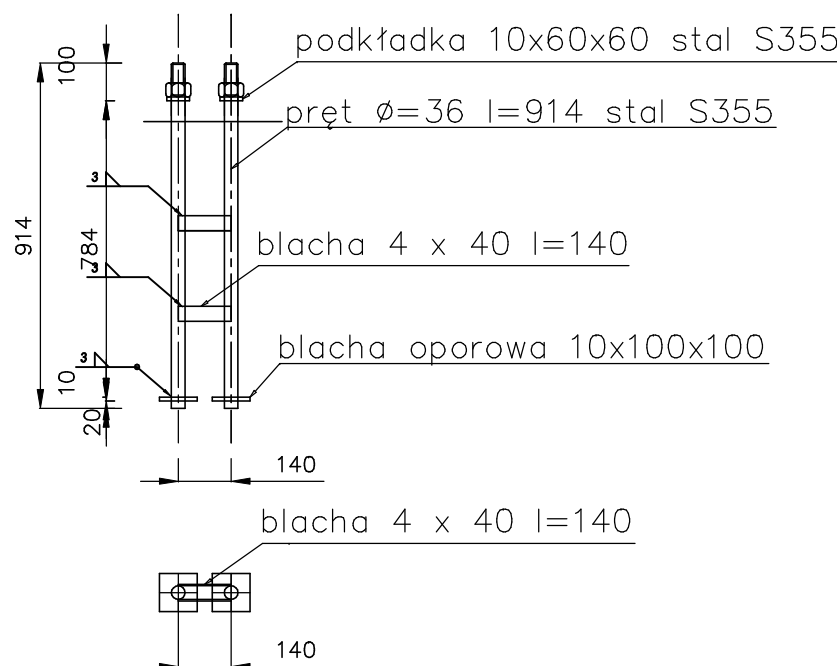 podkładka 10x60x60 stal S355
100
pręt Ø=36 l=914 stal S355
3
914
784
blacha 4 x 40 l=140
3
blacha oporowa 10x100x100
3
10
20
140
blacha 4 x 40 l=140
140